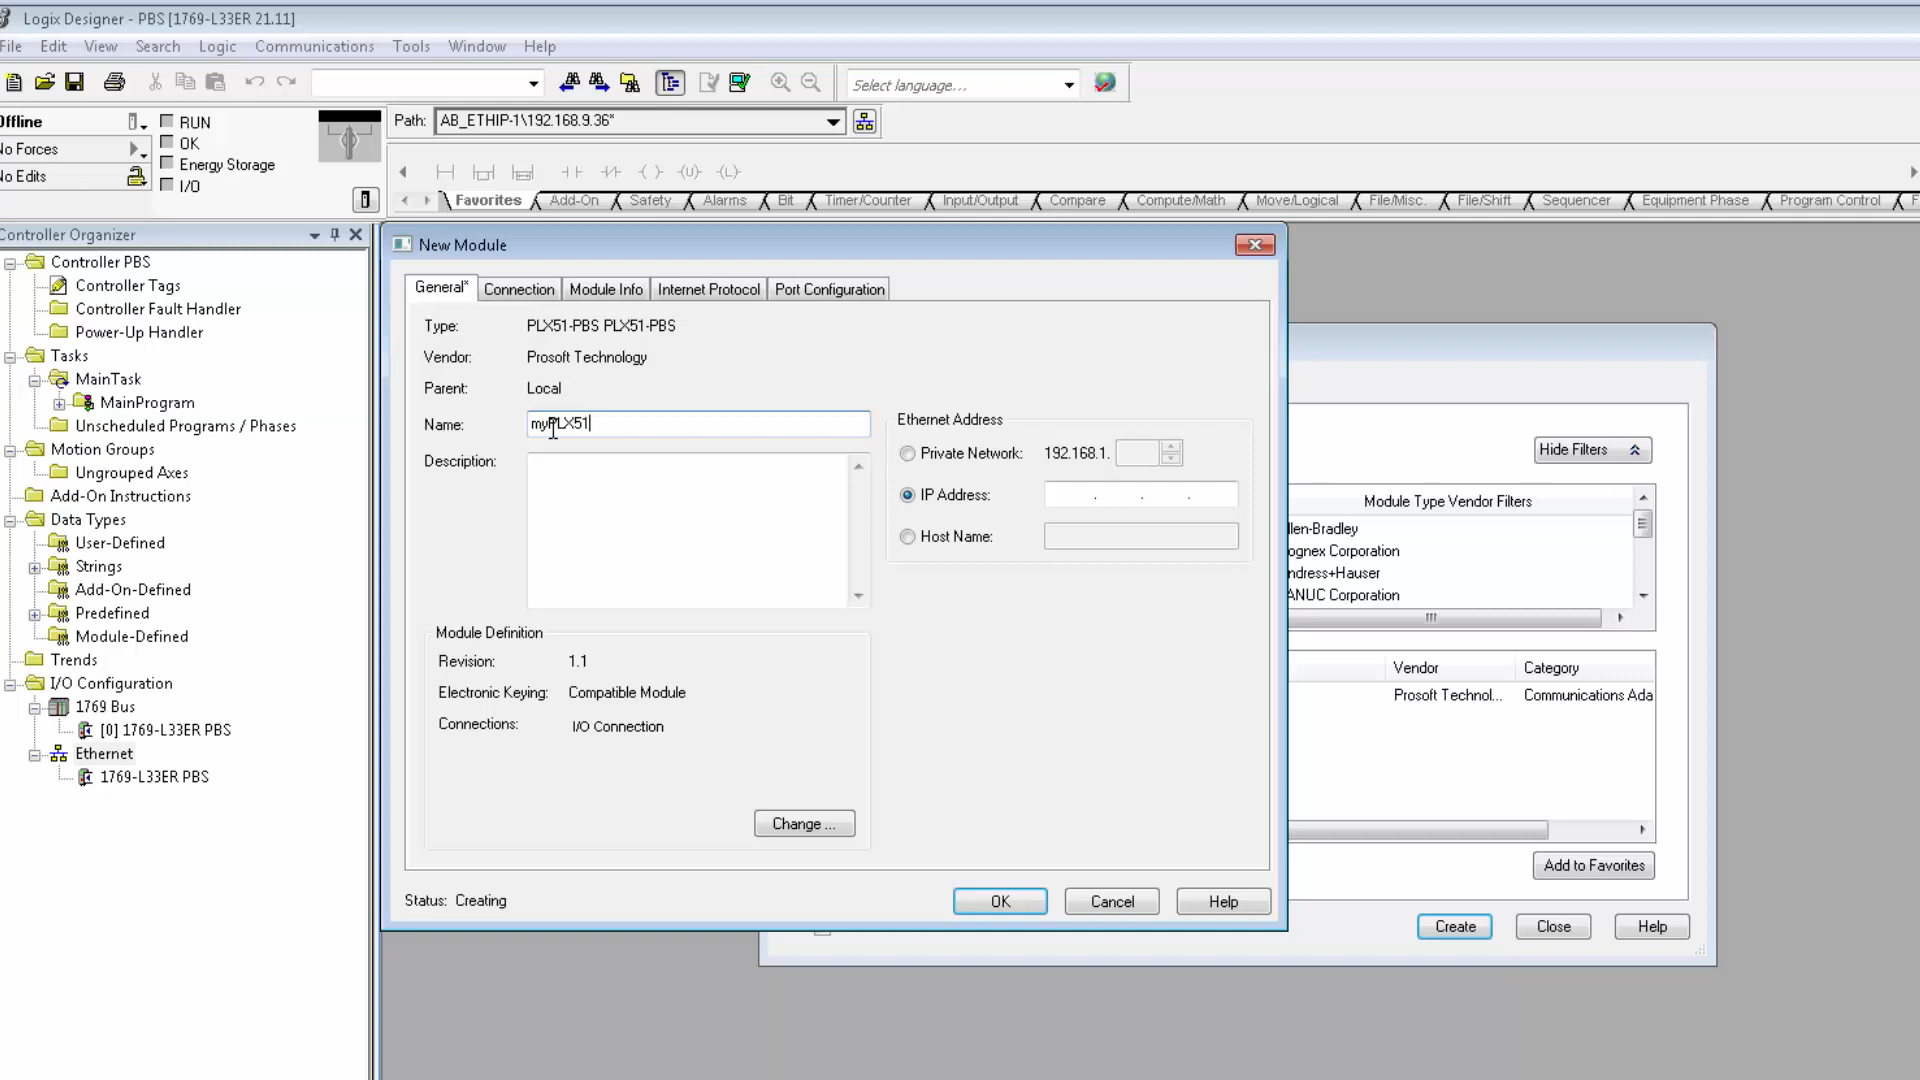 Logix Designer - PBS [1769-L33ER 21.11]
File Edit View Search Logic Communications Tools Window Help
Select language...
Offline
No Forces
No Edits
RUN
OK
Energy Storage
I/O
Path: AB_ETHIP-1\192.168.9.36*
Favorites Add-On Safety Alarms Bit Timer/Counter Input/Output Compare Compute/Math Move/Logical File/Misc. File/Shift Sequencer Equipment Phase Program Control
Controller Organizer
Controller PBS
Controller Tags
Controller Fault Handler
Power-Up Handler
Tasks
MainTask
MainProgram
Unscheduled Programs / Phases
Motion Groups
Ungrouped Axes
Add-On Instructions
Data Types
User-Defined
Strings
Add-On-Defined
Predefined
Module-Defined
Trends
I/O Configuration
1769 Bus
[0] 1769-L33ER PBS
Ethernet
1769-L33ER PBS
New Module
General* Connection Module Info Internet Protocol Port Configuration
Type: PLX51-PBS PLX51-PBS
Vendor: Prosoft Technology
Parent: Local
Name: myPLX51
Description:
Ethernet Address
Private Network: 192.168.1.
IP Address: . . .
Host Name:
Module Definition
Revision: 1.1
Electronic Keying: Compatible Module
Connections: I/O Connection
Change ...
Status: Creating
OK Cancel Help
Hide Filters
Module Type Vendor Filters
llen-Bradley
ognex Corporation
ndress+Hauser
ANUC Corporation
Vendor Category
Prosoft Technol... Communications Ada
Add to Favorites
Create Close Help